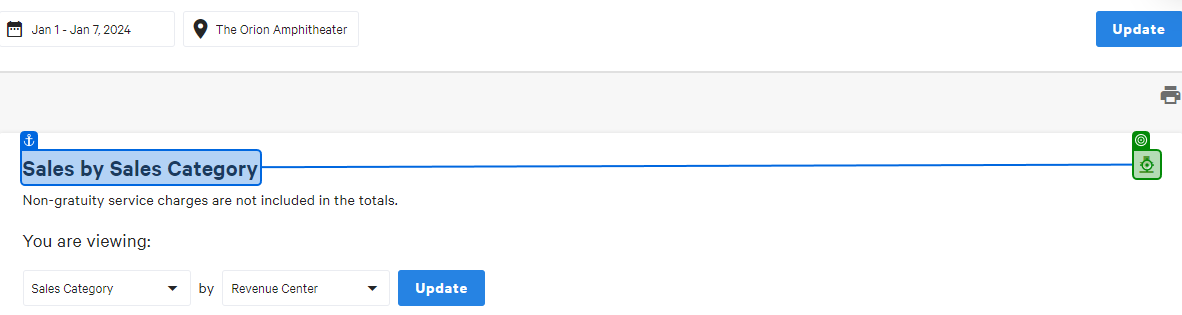 Jan 1 - Jan 7, 2024 The Orion Amphitheater Update
Sales by Sales Category
Non-gratuity service charges are not included in the totals.
You are viewing:
Sales Category by Revenue Center Update